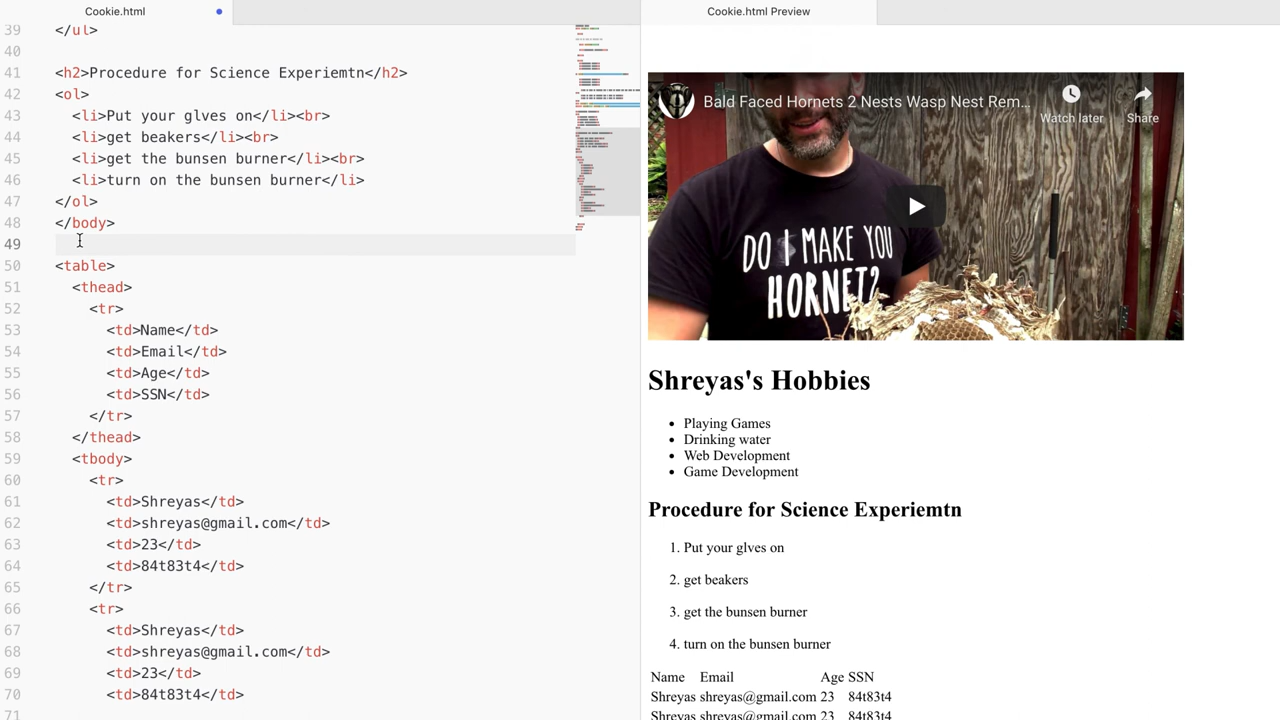 Cookie.html
39 </ul>
40
41 <h2>Procedure for Science Experiemtn</h2>
42 <ol>
43 <li>Put your glves on</li><br>
44 <li>get beakers</li><br>
45 <li>get the bunsen burner</li><br>
46 <li>turn on the bunsen burner</li>
47 </ol>
48 </body>
49
50 <table>
51 <thead>
52 <tr>
53 <td>Name</td>
54 <td>Email</td>
55 <td>Age</td>
56 <td>SSN</td>
57 </tr>
58 </thead>
59 <tbody>
60 <tr>
61 <td>Shreyas</td>
62 <td>shreyas@gmail.com</td>
63 <td>23</td>
64 <td>84t83t4</td>
65 </tr>
66 <tr>
67 <td>Shreyas</td>
68 <td>shreyas@gmail.com</td>
69 <td>23</td>
70 <td>84t83t4</td>
71
Cookie.html Preview
Bald Faced Hornets 2 Nests Wasp Nest Rem...
Watch later
Share
DO I MAKE YOU
HORNET?
Shreyas's Hobbies
• Playing Games
• Drinking water
• Web Development
• Game Development
Procedure for Science Experiemtn
1. Put your glves on
2. get beakers
3. get the bunsen burner
4. turn on the bunsen burner
Name Email Age SSN
Shreyas shreyas@gmail.com 23 84t83t4
Shreyas shreyas@gmail.com 23 84t83t4